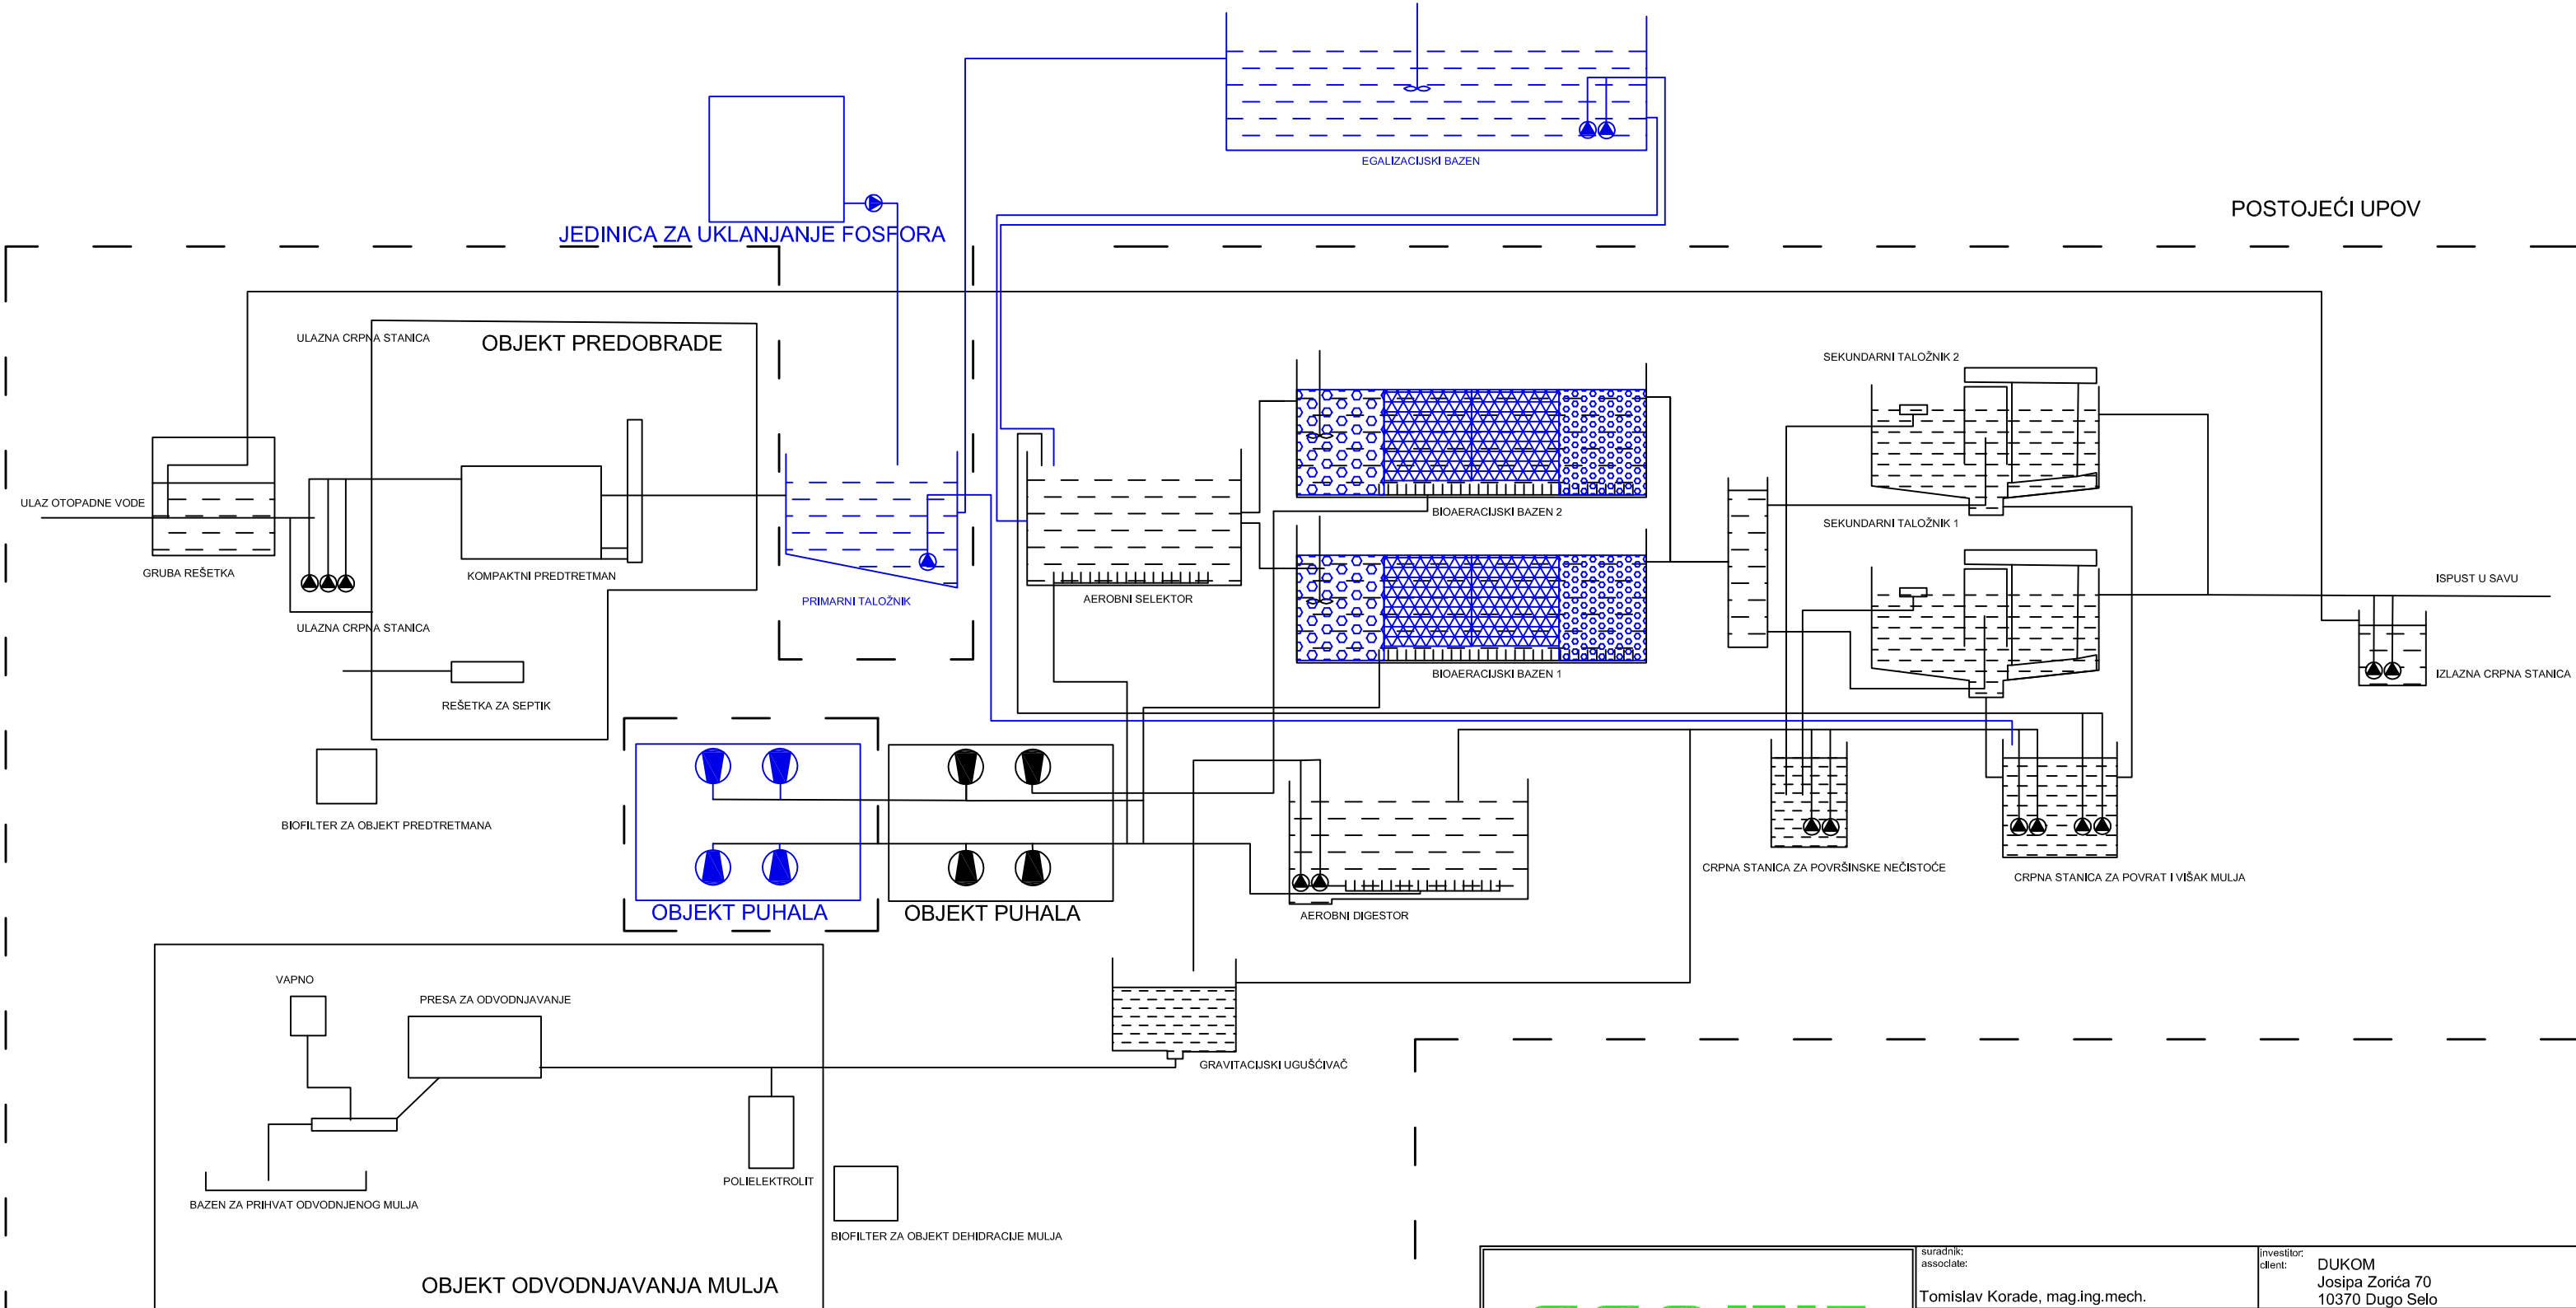 EGALIZACIJSKI BAZEN
POSTOJEĆI UPOV
JEDINICA ZA UKLANJANJE FOSFORA
ULAZNA CRPNA STANICA
OBJEKT PREDOBRADE
SEKUNDARNI TALOŽNIK 2
ULAZ OTOPADNE VODE
GRUBA REŠETKA
KOMPAKTNI PREDTRETMAN
PRIMARNI TALOŽNIK
AEROBNI SELEKTOR
BIOAERACIJSKI BAZEN 2
SEKUNDARNI TALOŽNIK 1
ISPUST U SAVU
ULAZNA CRPNA STANICA
REŠETKA ZA SEPTIK
BIOAERACIJSKI BAZEN 1
IZLAZNA CRPNA STANICA
BIOFILTER ZA OBJEKT PREDTRETMANA
OBJEKT PUHALA
OBJEKT PUHALA
AEROBNI DIGESTOR
CRPNA STANICA ZA POVRŠINSKE NEČISTOĆE
CRPNA STANICA ZA POVRAT I VIŠAK MULJA
VAPNO
PRESA ZA ODVODNJAVANJE
GRAVITACIJSKI UGUŠĆIVAČ
POLIELEKTROLIT
BAZEN ZA PRIHVAT ODVODNJENOG MULJA
BIOFILTER ZA OBJEKT DEHIDRACIJE MULJA
OBJEKT ODVODNJAVANJA MULJA
suradnik:
associate:
Tomislav Korade, mag.ing.mech.
investitor:
client:
DUKOM
Josipa Zorića 70
10370 Dugo Selo